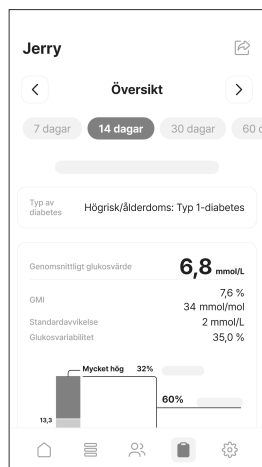 Jerry
Översikt
7 dagar 14 dagar 30 dagar 60 d
Typ av
diabetes
Högrisk/ålderdoms: Typ 1-diabetes
Genomsnittligt glukosvärde 6,8 mmol/L
GMI 7,6 %
34 mmol/mol
Standardavvikelse 2 mmol/L
Glukosvariabilitet 35,0 %
Mycket hög 32%
60%
13,3